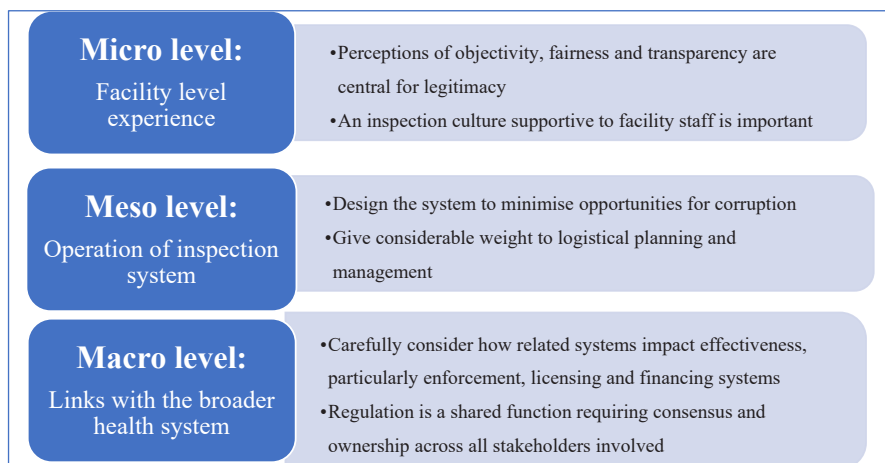 Micro level:
Facility level
experience
•Perceptions of objectivity, fairness and transparency are
central for legitimacy
•An inspection culture supportive to facility staff is important
Meso level:
Operation of inspection
system
•Design the system to minimise opportunities for corruption
•Give considerable weight to logistical planning and
management
Macro level:
Links with the broader
health system
•Carefully consider how related systems impact effectiveness,
particularly enforcement, licensing and financing systems
•Regulation is a shared function requiring consensus and
ownership across all stakeholders involved